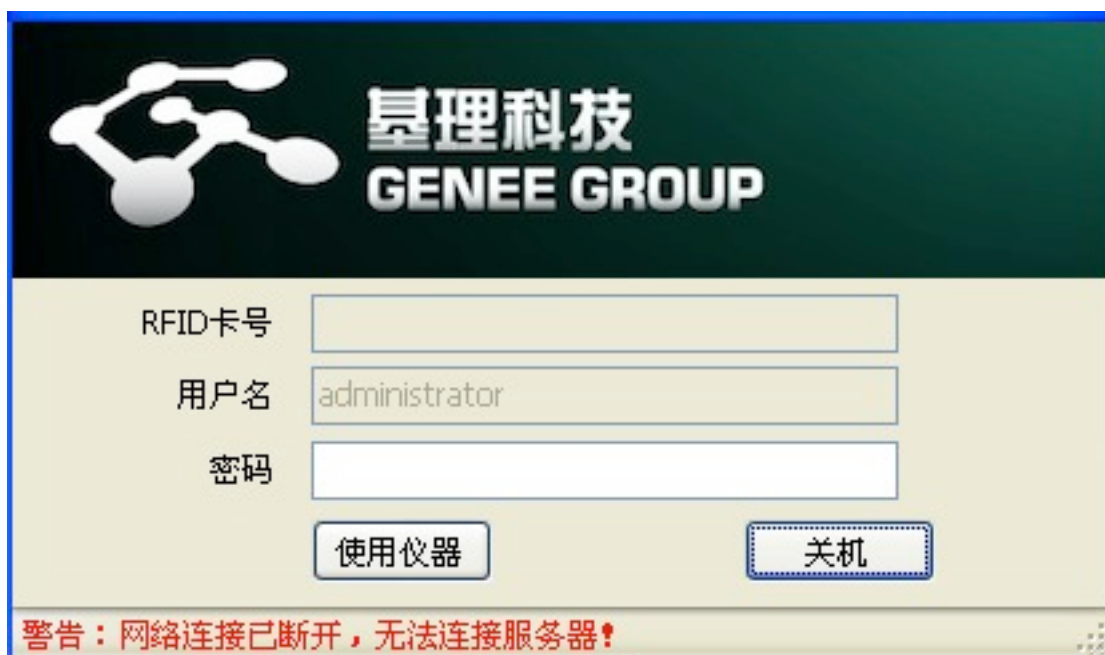 基理科技
GENEE GROUP
RFID卡号
用户名 administrator
密码
使用仪器 关机
警告：网络连接已断开，无法连接服务器！